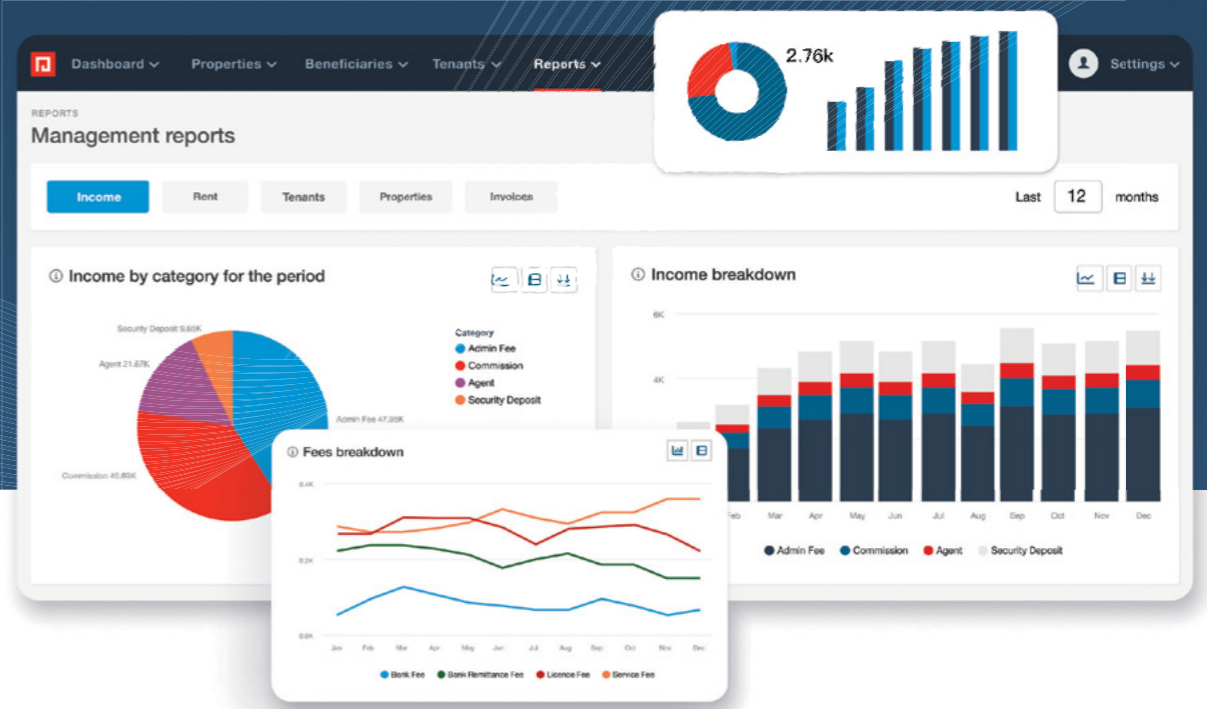 Dashboard Properties Beneficiaries Tenants Reports Settings
2.76k
REPORTS
Management reports
Income Rent Tenants Properties Invoices Last 12 months
Income by category for the period
Security Deposit 9.65K
Agent 21.67K
Admin Fee 47.95K
Commission 45.89K
Category
Admin Fee
Commission
Agent
Security Deposit
Income breakdown
6K
4K
Feb Mar Apr May Jun Jul Aug Sep Oct Nov Dec
Admin Fee Commission Agent Security Deposit
Fees breakdown
0.4K
0.2K
0.0K
Jan Feb Mar Apr May Jun Jul Aug Sep Oct Nov Dec
Bank Fee Bank Remittance Fee Licence Fee Service Fee